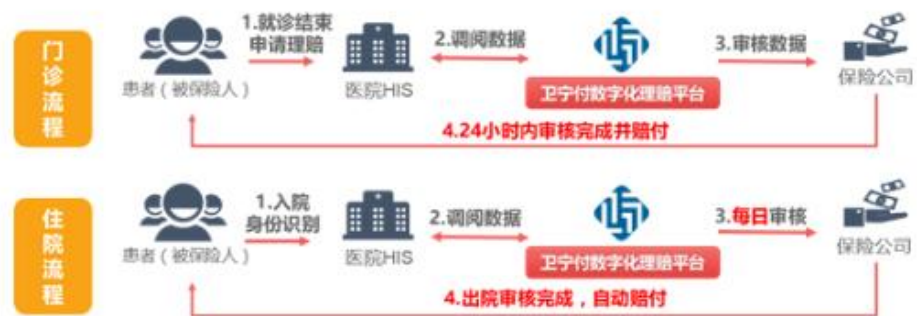 门诊流程
1.就诊结束
申请理赔
2.调阅数据
3.审核数据
患者（被保险人）
医院HIS
卫宁付数字化理赔平台
保险公司
4.24小时内审核完成并赔付
住院流程
1.入院
身份识别
2.调阅数据
3.每日审核
患者（被保险人）
医院HIS
卫宁付数字化理赔平台
保险公司
4.出院审核完成，自动赔付